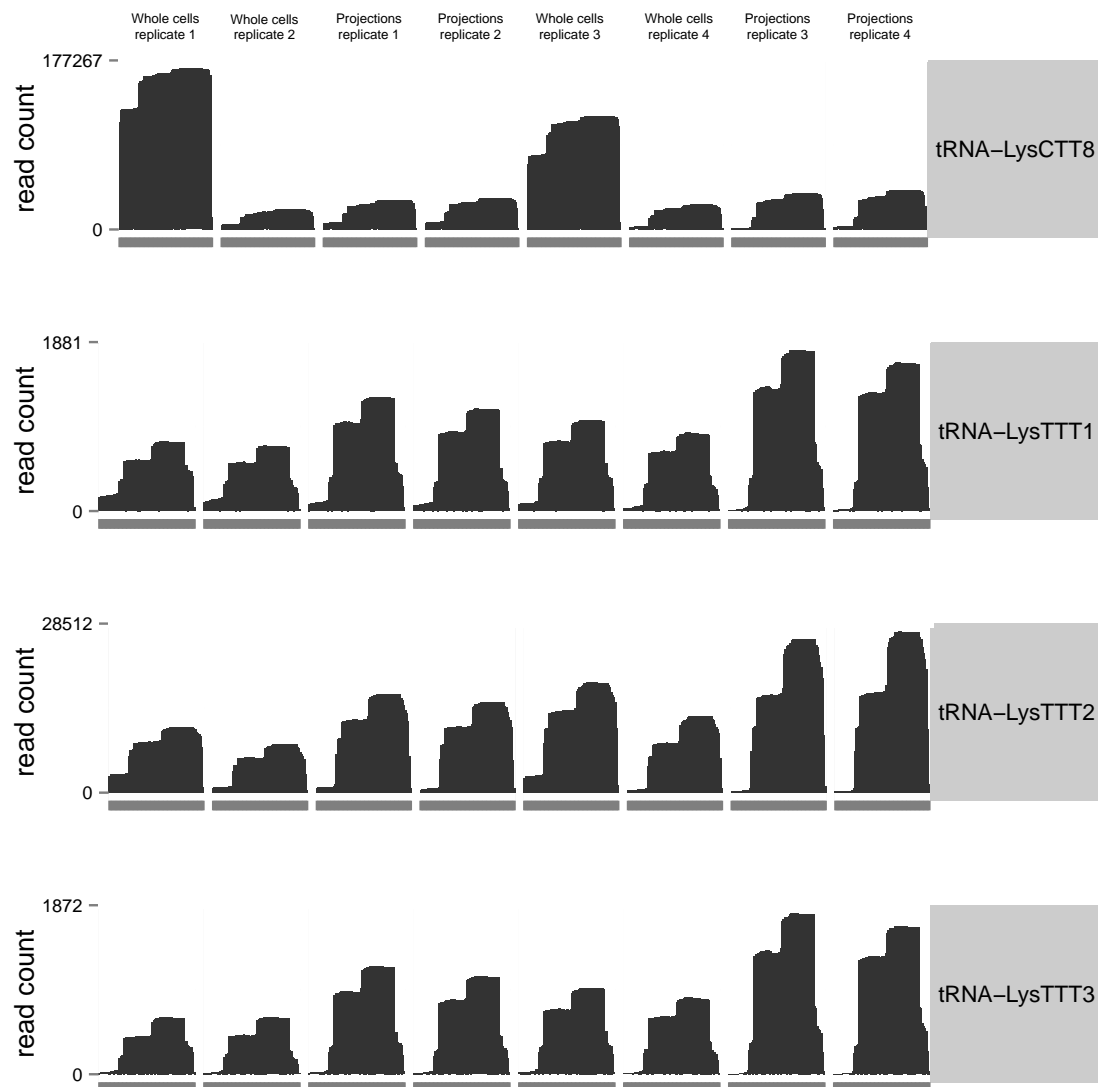 Whole cells replicate 1
Whole cells replicate 2
Projections replicate 1
Projections replicate 2
Whole cells replicate 3
Whole cells replicate 4
Projections replicate 3
Projections replicate 4
177267
read count
0
tRNA−LysCTT8
1881
read count
0
tRNA−LysTTT1
28512
read count
0
tRNA−LysTTT2
1872
read count
0
tRNA−LysTTT3